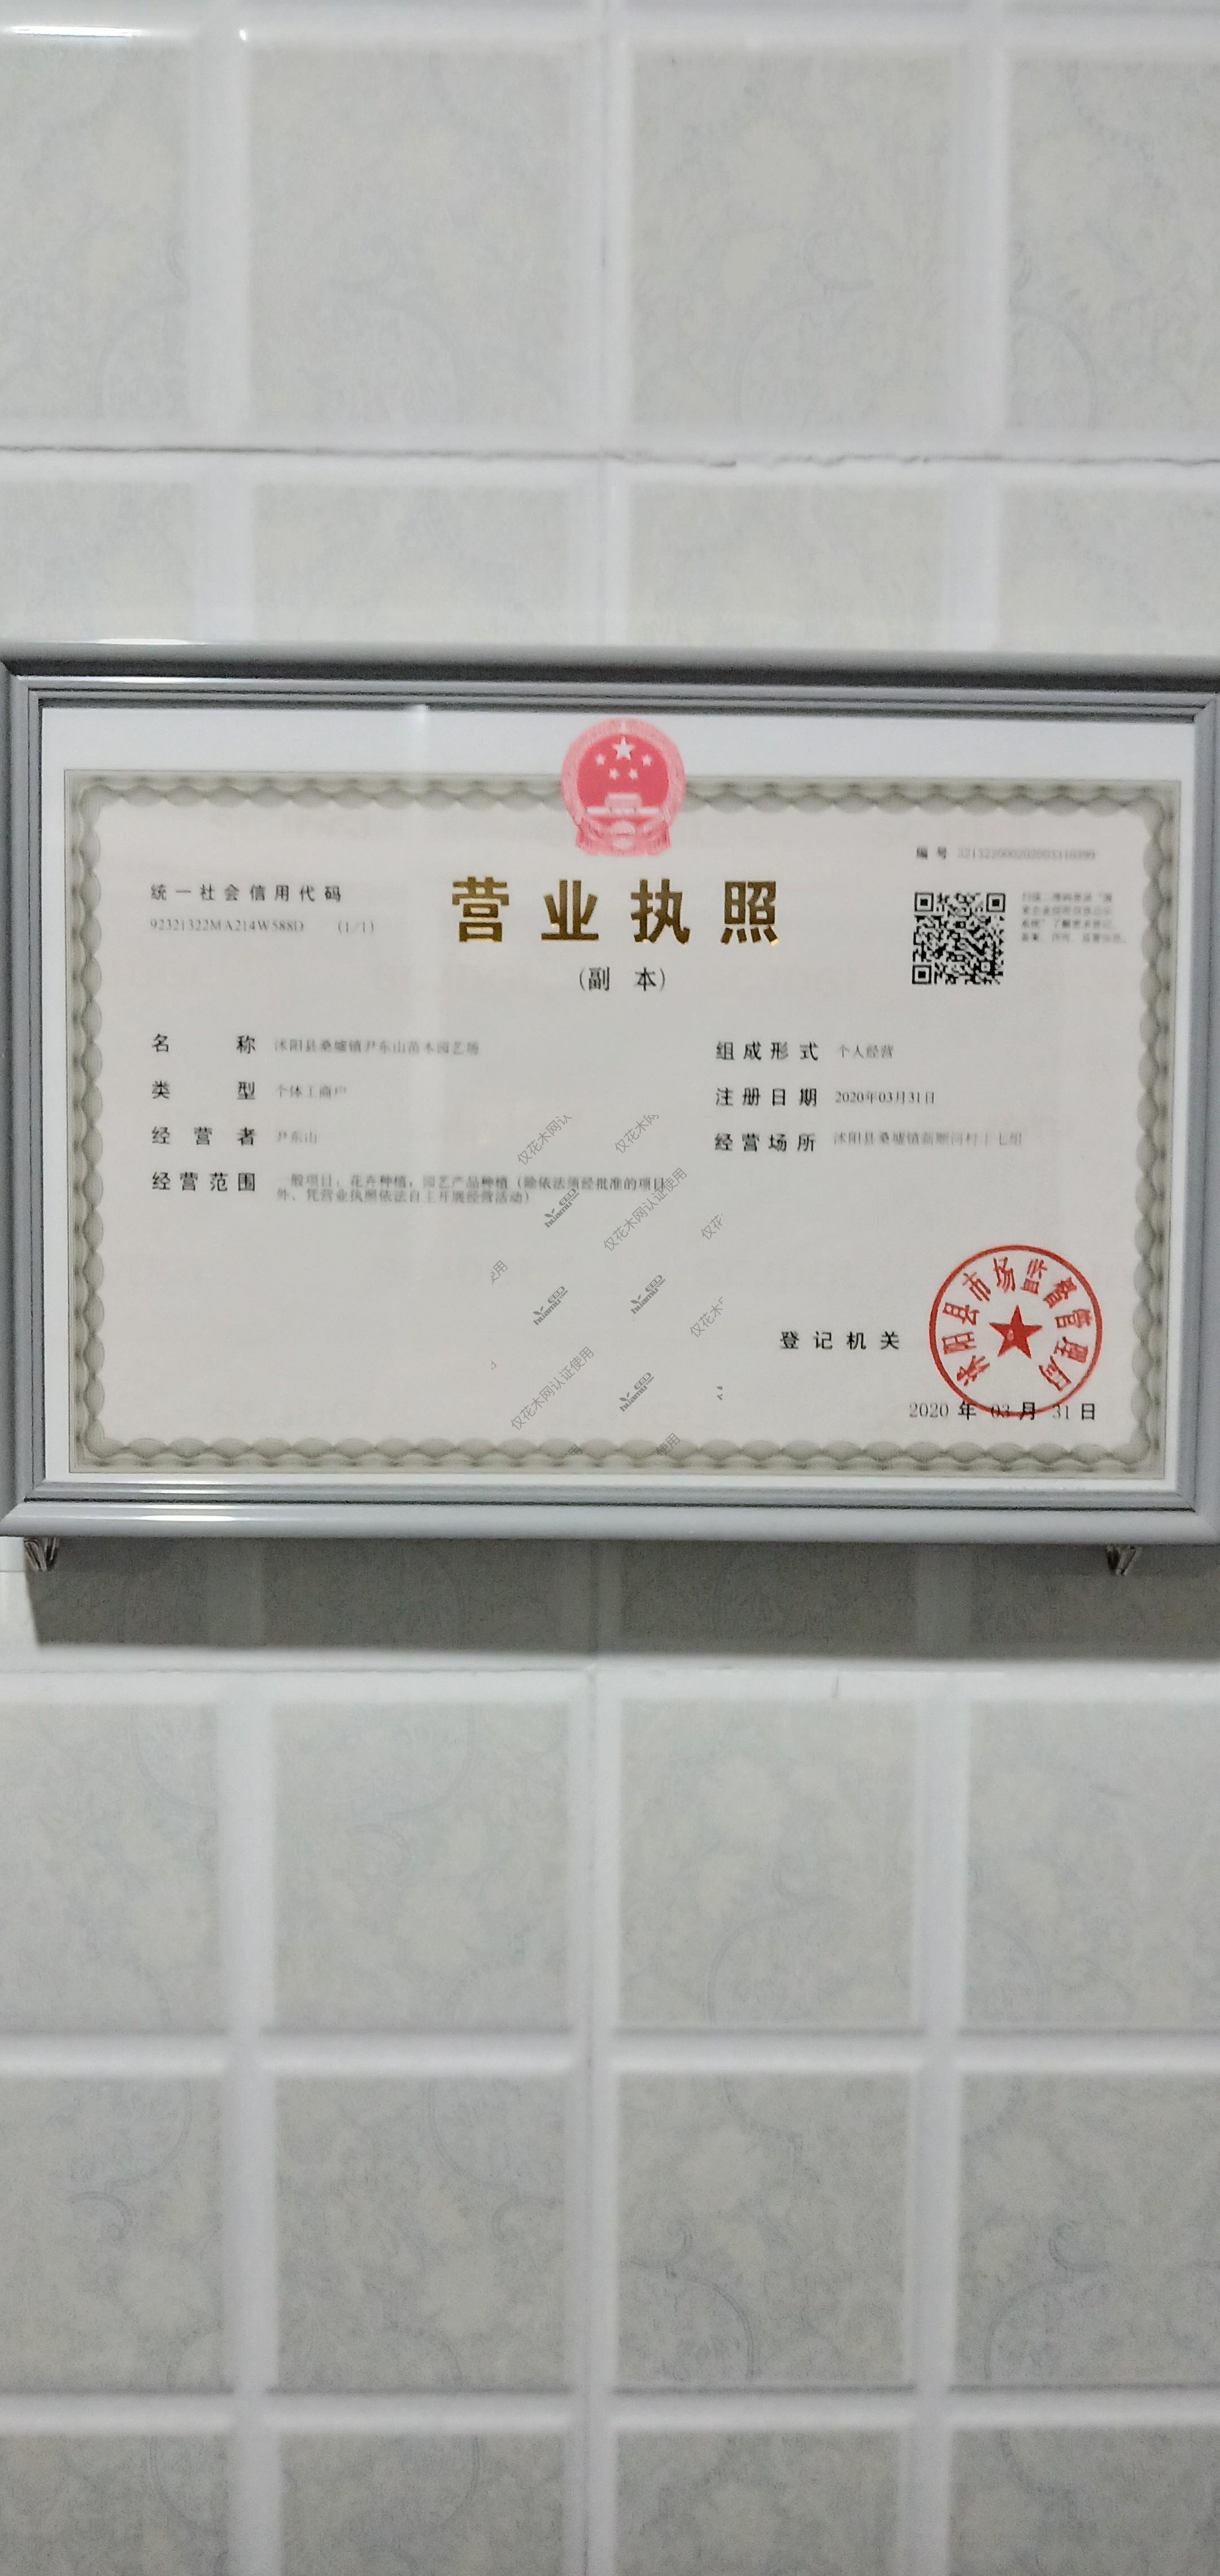 编号
统一社会信用代码
92321322MA214W588D (1/1)
营业执照
(副 本)
名称 沭阳县桑墟镇尹东山苗木园艺场
类型 个体工商户
经营者 尹东山
经营范围 一般项目：花卉种植；园艺产品种植（除依法须经批准的项目
外，凭营业执照依法自主开展经营活动）
组成形式 个人经营
注册日期 2020年03月31日
经营场所 沭阳县桑墟镇
登记机关
沭阳县市场监督管理局
2020 年 03 月 31 日
仅花木网认证使用
huamu